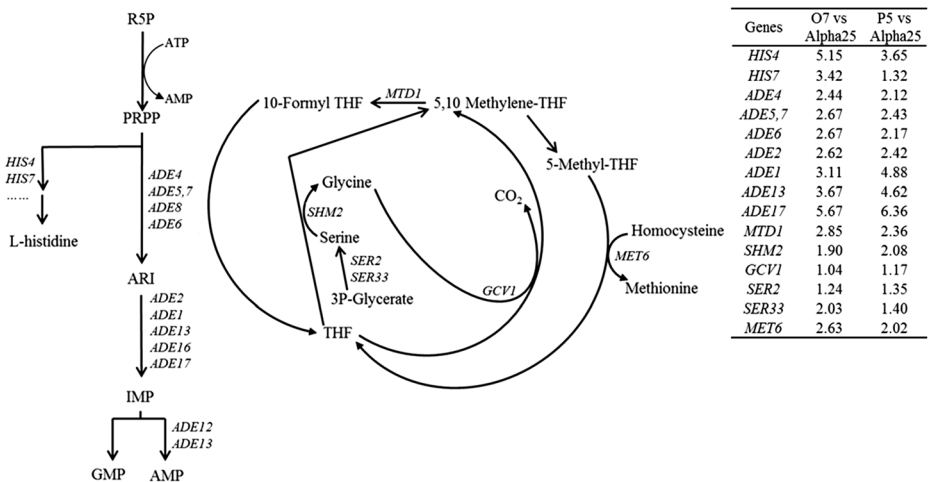 R5P
ATP
AMP
PRPP
HIS4
HIS7
......
L-histidine
ADE4
ADE5,7
ADE8
ADE6
ARI
ADE2
ADE1
ADE13
ADE16
ADE17
IMP
ADE12
ADE13
GMP AMP
10-Formyl THF MTD1 5,10 Methylene-THF
5-Methyl-THF
Glycine
CO2
SHM2
Serine
SER2
SER33
3P-Glycerate
GCV1
THF
Homocysteine
MET6
Methionine
Genes O7 vs Alpha25 P5 vs Alpha25
HIS4 5.15 3.65
HIS7 3.42 1.32
ADE4 2.44 2.12
ADE5,7 2.67 2.43
ADE6 2.67 2.17
ADE2 2.62 2.42
ADE1 3.11 4.88
ADE13 3.67 4.62
ADE17 5.67 6.36
MTD1 2.85 2.36
SHM2 1.90 2.08
GCV1 1.04 1.17
SER2 1.24 1.35
SER33 2.03 1.40
MET6 2.63 2.02